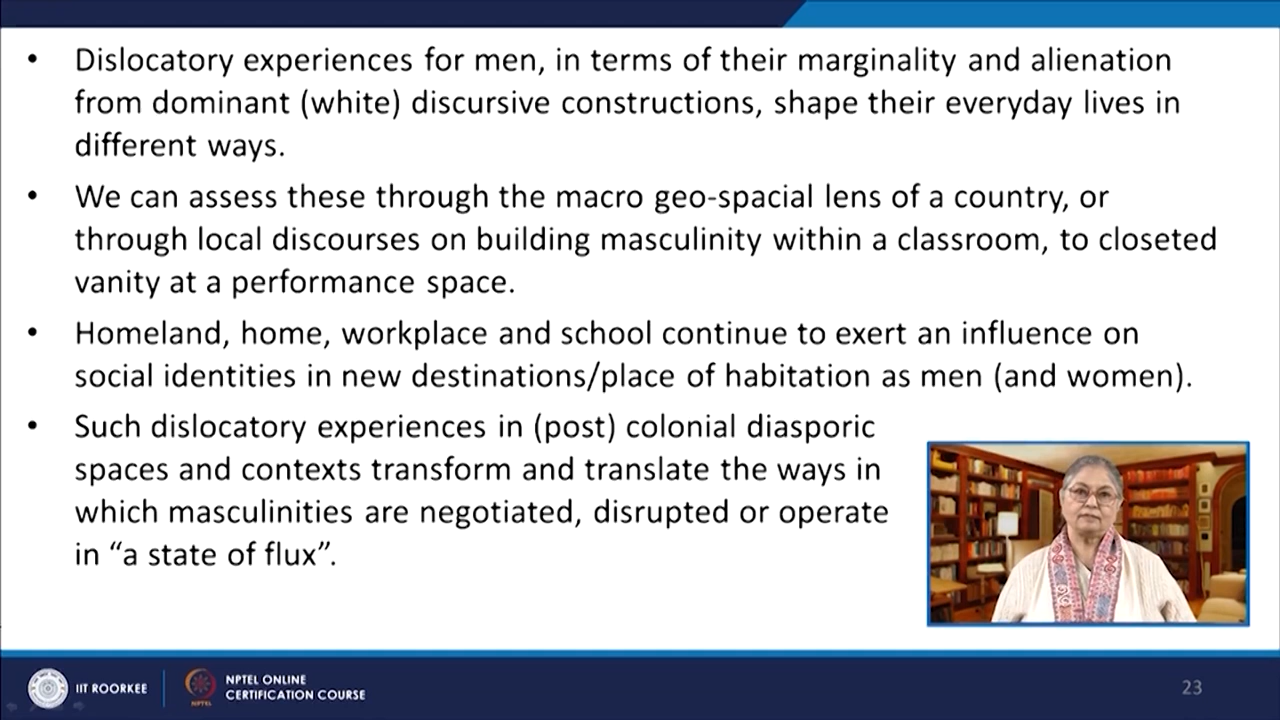 • Dislocatory experiences for men, in terms of their marginality and alienation
from dominant (white) discursive constructions, shape their everyday lives in
different ways.
• We can assess these through the macro geo-spacial lens of a country, or
through local discourses on building masculinity within a classroom, to closeted
vanity at a performance space.
• Homeland, home, workplace and school continue to exert an influence on
social identities in new destinations/place of habitation as men (and women).
• Such dislocatory experiences in (post) colonial diasporic
spaces and contexts transform and translate the ways in
which masculinities are negotiated, disrupted or operate
in “a state of flux”.
IIT ROORKEE
NPTEL
NPTEL ONLINE
CERTIFICATION COURSE
23